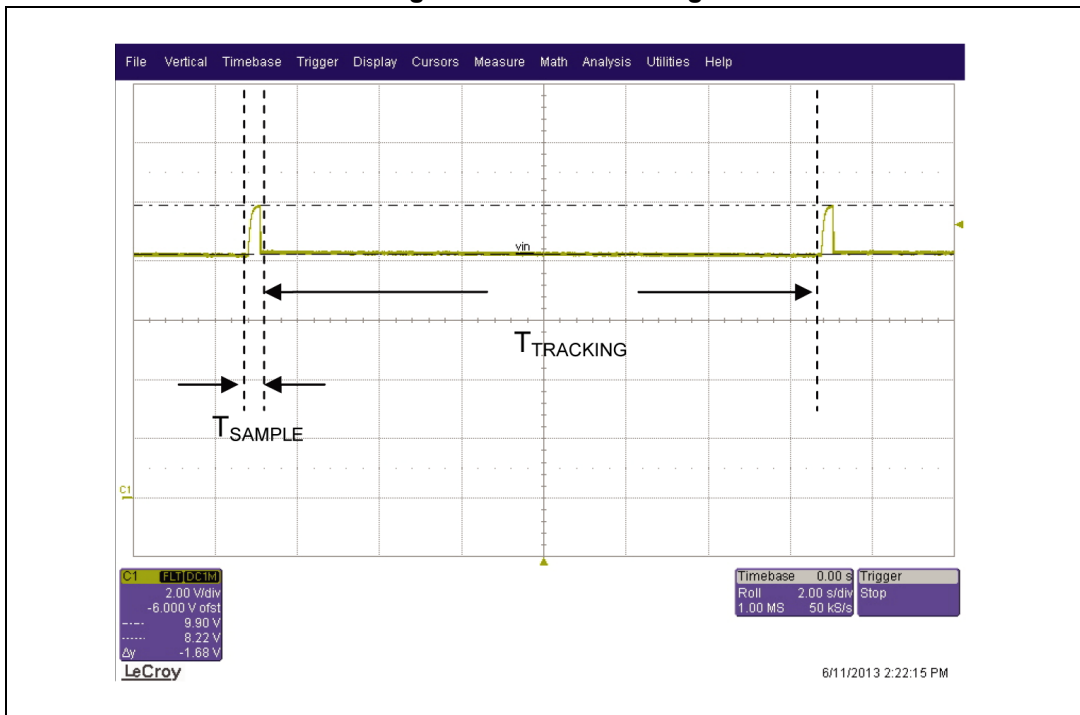 File Vertical Timebase Trigger Display Cursors Measure Math Analysis Utilities Help
vin
T TRACKING
T SAMPLE
C1
C1 FLT DC1M
2.00 V/div
-6.000 V ofst
9.90 V
8.22 V
Δy -1.68 V
LeCroy
Timebase 0.00 s
Roll 2.00 s/div
1.00 MS 50 kS/s
Trigger
Stop
6/11/2013 2:22:15 PM